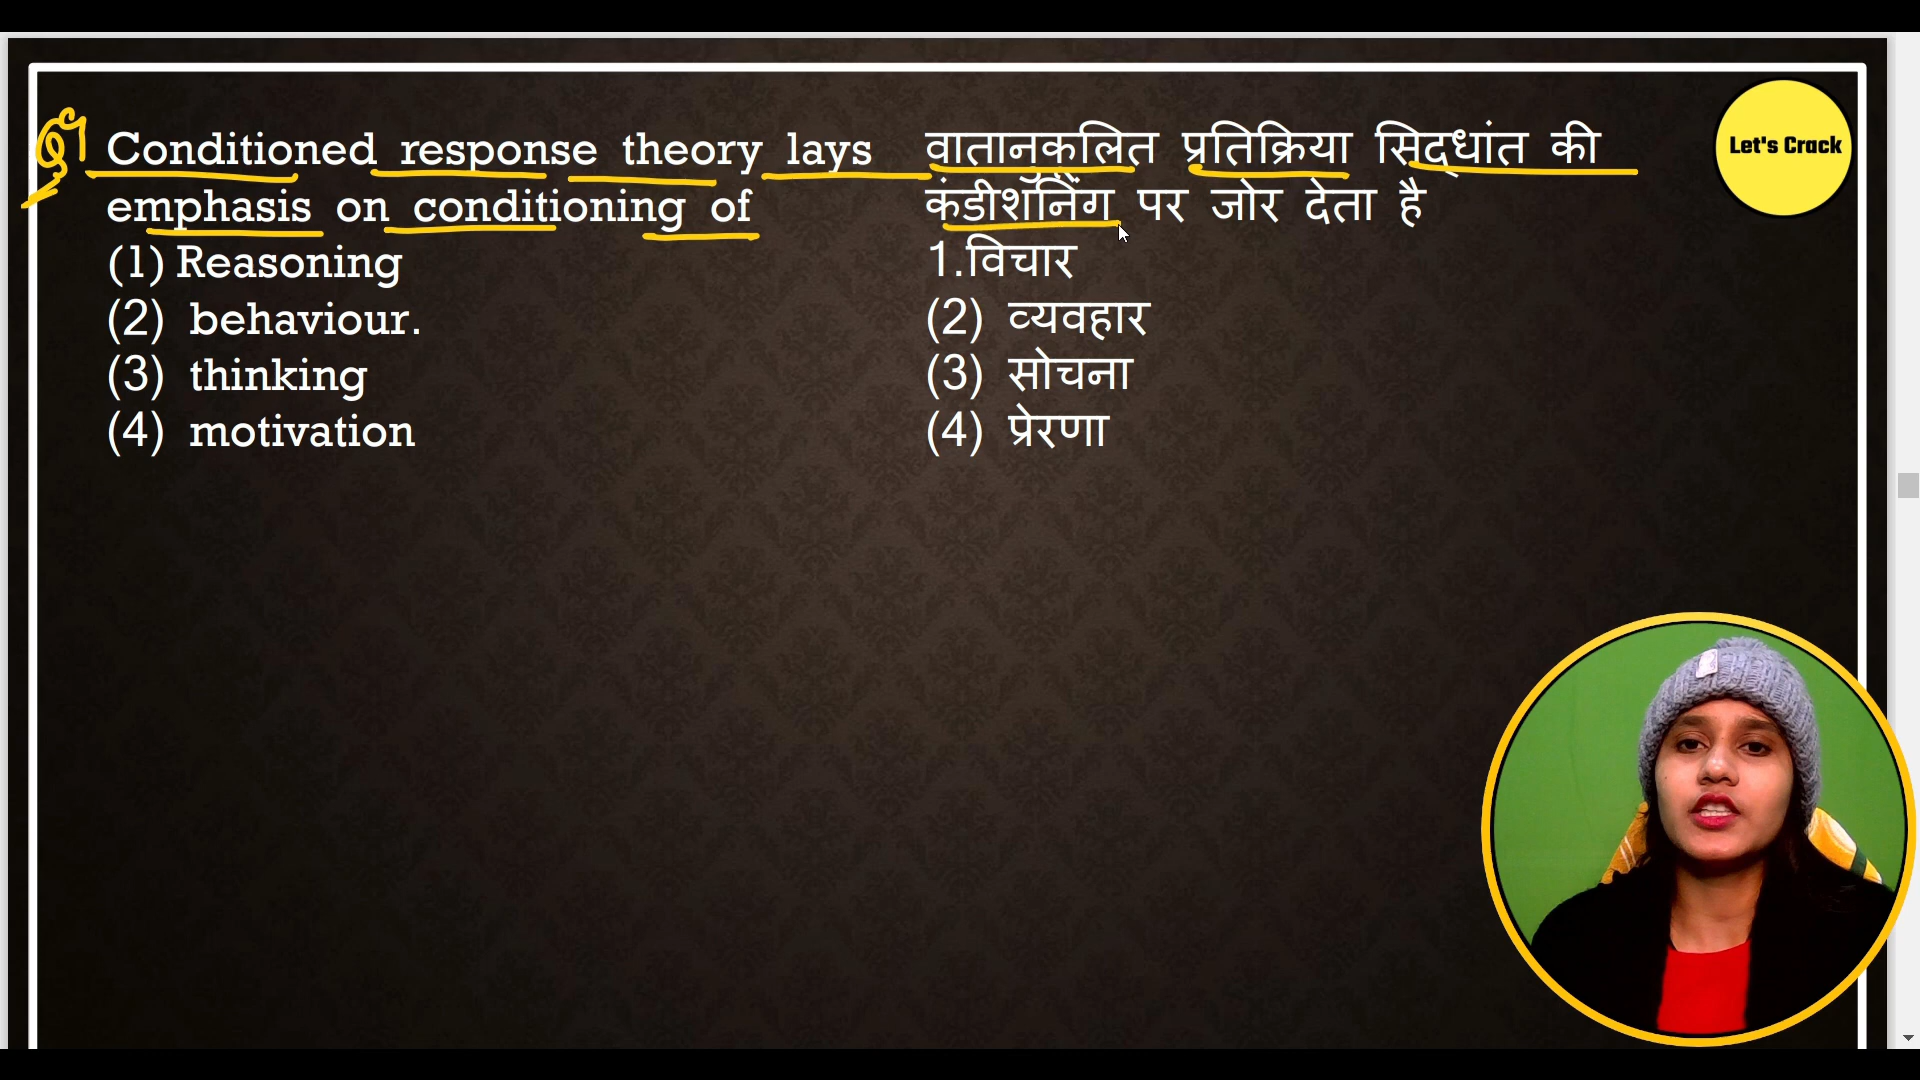 Q1
Conditioned response theory lays
emphasis on conditioning of
(1) Reasoning
(2) behaviour.
(3) thinking
(4) motivation
वातानुकूलित प्रतिक्रिया सिद्धांत की
कंडीशनिंग पर जोर देता है
1.विचार
(2) व्यवहार
(3) सोचना
(4) प्रेरणा
Let's Crack